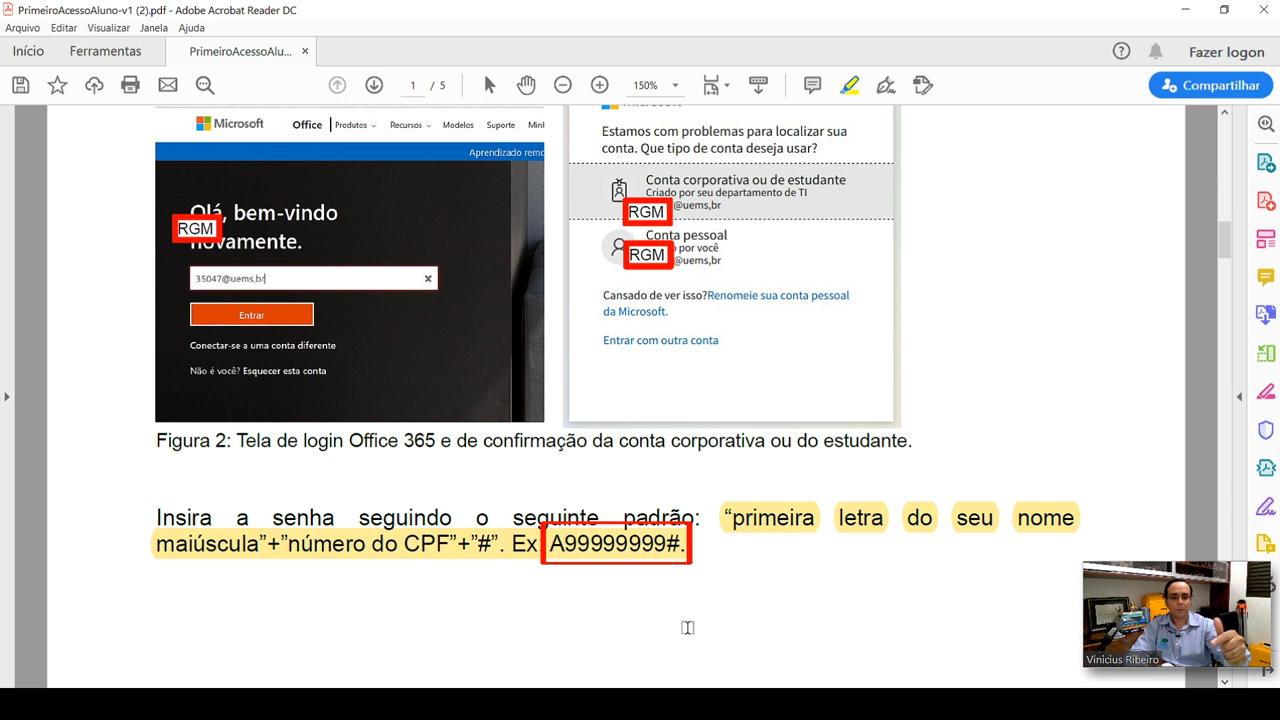 PrimeiroAcessoAluno-v1 (2).pdf - Adobe Acrobat Reader DC
Arquivo Editar Visualizar Janela Ajuda
Início Ferramentas PrimeiroAcessoAlu... × Fazer logon
1 / 5 150% Compartilhar
Microsoft Office Produtos Recursos Modelos Suporte
Aprendizado remo
Olá, bem-vindo
RGM
novamente.
35047@uems,br
Entrar
Conectar-se a uma conta diferente
Não é você? Esquecer esta conta
Estamos com problemas para localizar sua
conta. Que tipo de conta deseja usar?
Conta corporativa ou de estudante
Criado por seu departamento de TI
@uems,br
RGM
Conta pessoal
o por você
RGM
@uems,br
Cansado de ver isso?Renomeie sua conta pessoal
da Microsoft.
Entrar com outra conta
Figura 2: Tela de login Office 365 e de confirmação da conta corporativa ou do estudante.
Insira a senha seguindo o seguinte padrão: “primeira letra do seu nome
maiúscula”+”número do CPF”+”#”. Ex: A99999999#.
Vinicius Ribeiro